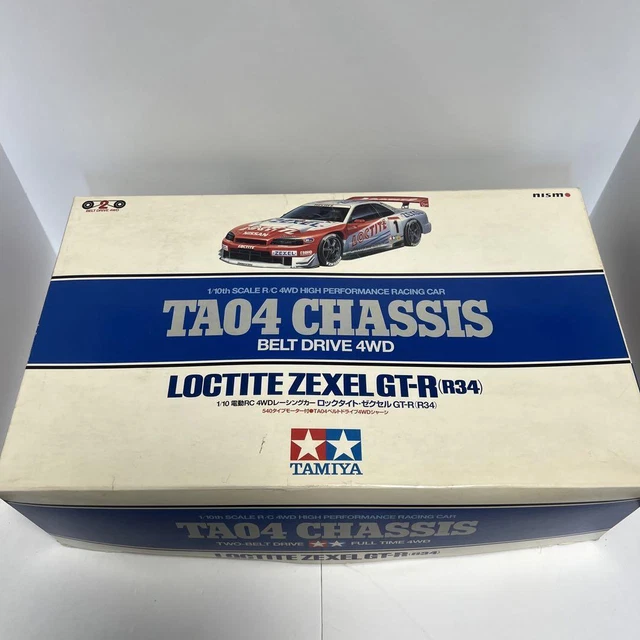 2
BELT DRIVE 4WD
nismo
LOCTITE
NISSAN
LOCTITE
ZEXEL
1
1/10th SCALE R/C 4WD HIGH PERFORMANCE RACING CAR
TA04 CHASSIS
BELT DRIVE 4WD
LOCTITE ZEXEL GT-R (R34)
1/10 電動RC 4WDレーシングカー ロックタイト・ゼクセル GT-R (R34)
540タイプモーター付●TA04ベルトドライブ4WDシャーシ
TAMIYA
1/10th SCALE R/C 4WD HIGH PERFORMANCE RACING CAR
TA04 CHASSIS
TWO-BELT DRIVE FULL TIME 4WD
LOCTITE ZEXEL GT-R (R34)